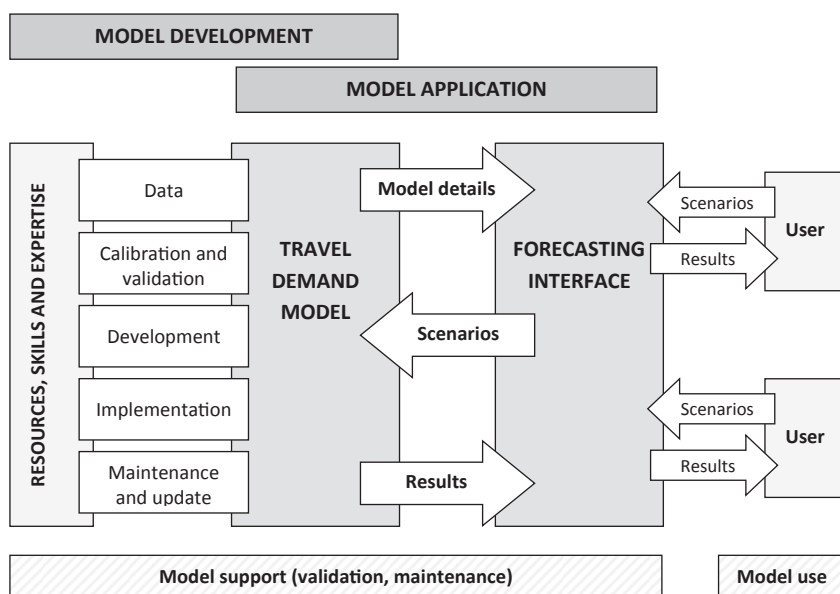 MODEL DEVELOPMENT
MODEL APPLICATION
RESOURCES, SKILLS AND EXPERTISE
Data
Calibration and
validation
Development
Implementation
Maintenance
and update
TRAVEL
DEMAND
MODEL
Model details
Scenarios
Results
FORECASTING
INTERFACE
Scenarios
Results
User
Scenarios
Results
User
Model support (validation, maintenance)
Model use